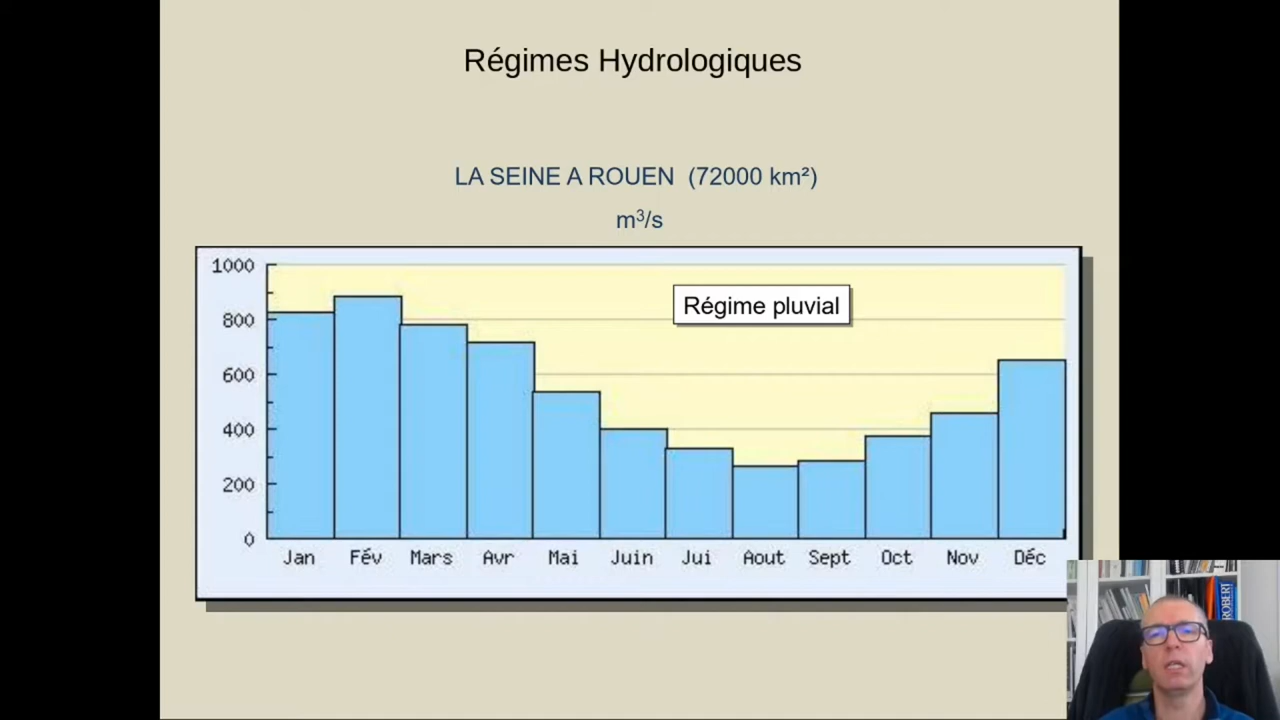 Régimes Hydrologiques
LA SEINE A ROUEN (72000 km²)
m³/s
1000
Régime pluvial
800
600
400
200
0
Jan Fév Mars Avr Mai Juin Jui Aout Sept Oct Nov Déc
ROBERT